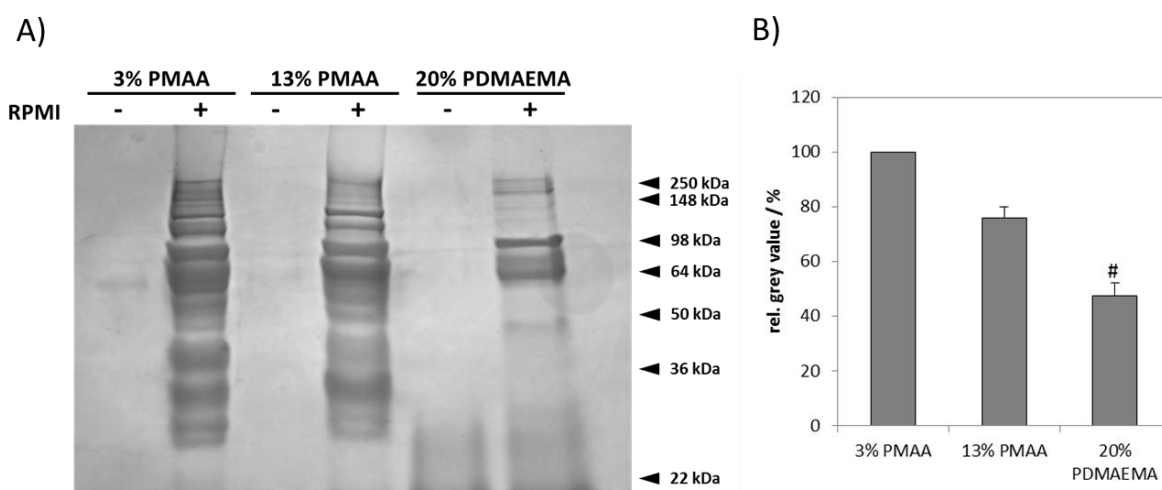 A)
3% PMAA 13% PMAA 20% PDMAEMA
RPMI - + - + - +
250 kDa
148 kDa
98 kDa
64 kDa
50 kDa
36 kDa
22 kDa
B)
120
100
80
60
40
20
0
rel. grey value / %
#
3% PMAA 13% PMAA 20%
PDMAEMA